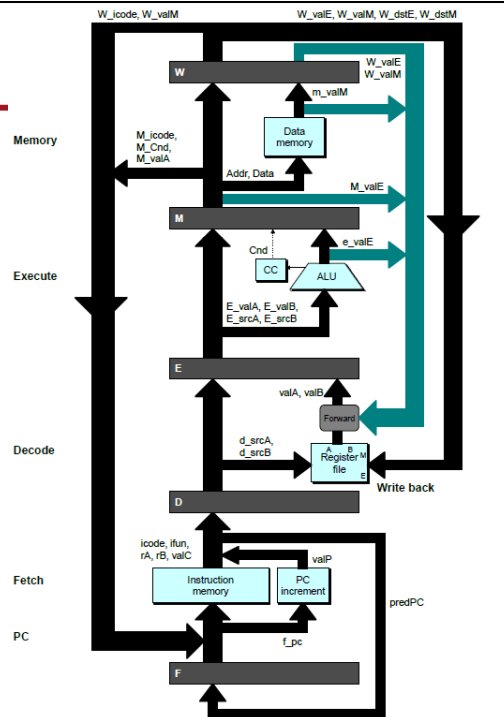 W_icode, W_valM
W_valE, W_valM, W_dstE, W_dstM
W
W_valE
W_valM
m_valM
Memory
Data
memory
M_icode,
M_Cnd,
M_valA
Addr, Data
M_valE
M
Cnd
e_valE
CC
ALU
Execute
E_valA, E_valB,
E_srcA, E_srcB
E
valA, valB
Forward
Decode
d_srcA,
d_srcB
A B M
Register
file
E
Write back
D
icode, ifun,
rA, rB, valC
valP
Fetch
Instruction
memory
PC
increment
predPC
PC
f_pc
F